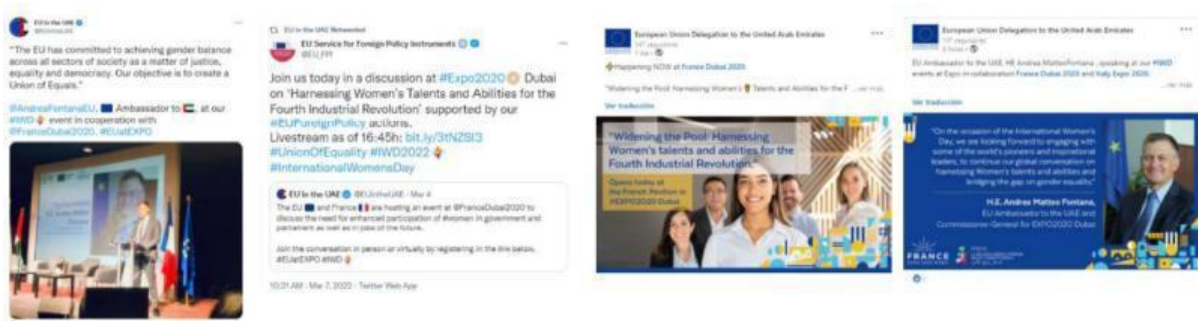 EU in the UAE
"The EU has committed to achieving gender balance
across all sectors of society as a matter of justice,
equality and democracy. Our objective is to create a
Union of Equals."
@AndreaFontanaEU, Ambassador to , at our
#IWD event in cooperation with
@FranceDubai2020. #EUatEXPO
EU in the UAE Retweeted
EU Service for Foreign Policy Instruments
@EU_FPI
Join us today in a discussion at #Expo2020 Dubai
on 'Harnessing Women's Talents and Abilities for the
Fourth Industrial Revolution' supported by our
#EUForeignPolicy actions.
Livestream as of 16:45h: bit.ly/3tNZSI3
#UnionOfEquality #IWD2022
#InternationalWomensDay
EU in the UAE @EUintheUAE · Mar 4
The EU and France are hosting an event at @FranceDubai2020 to
discuss the need for enhanced participation of #women in government and
parliament as well as in jobs of the future.
Join the conversation in person or virtually by registering in the link below.
#EUatEXPO #IWD
10:21 AM · Mar 7, 2022 · Twitter Web App
European Union Delegation to the United Arab Emirates
Happening NOW at France Dubai 2020.
"Widening the Pool: Harnessing Women's Talents and Abilities for the F
Ver traducción
"Widening the Pool: Harnessing
Women's talents and abilities for the
Fourth Industrial Revolution."
Opens today at
the French Pavilion in
#EXPO2020 Dubai
European Union Delegation to the United Arab Emirates
EU Ambassador to the UAE, HE Andrea MatteoFontana, speaking at our #IWD
events at Expo in collaboration France Dubai 2020 and Italy Expo 2020.
Ver traducción
"On the occasion of the International Women's
Day, we are looking forward to engaging with
some of the world's pioneers and inspirational
leaders, to continue our global conversation on
harnessing Women's talents and abilities and
bridging the gap on gender equality."
H.E. Andrea Matteo Fontana,
EU Ambassador to the UAE and
Commissioner-General for EXPO2020 Dubai
FRANCE